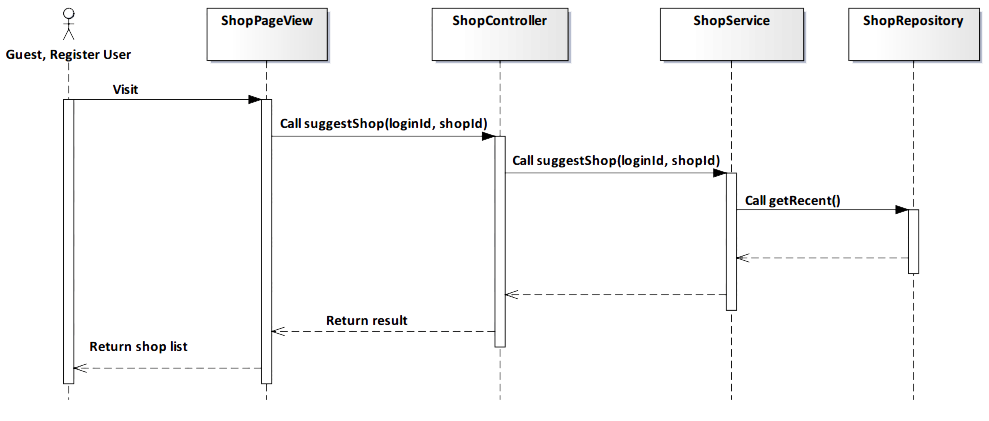 ShopPageView
ShopController
ShopService
ShopRepository
Guest, Register User
Visit
Call suggestShop(loginId, shopId)
Call suggestShop(loginId, shopId)
Call getRecent()
Return result
Return shop list